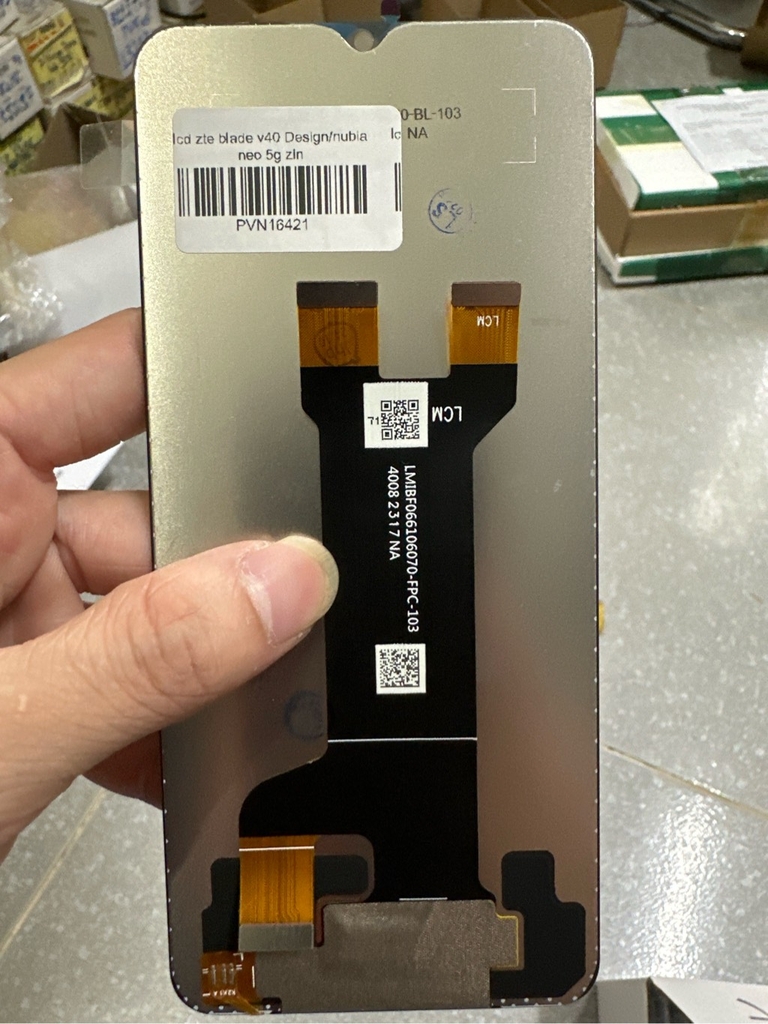 0-BL-103
NA
lcd zte blade v40 Design/nubia
lc
neo 5g zin
PVN16421
LCM
LCM
71
LMIBF066106070-FPC-103
4008 2317 NA